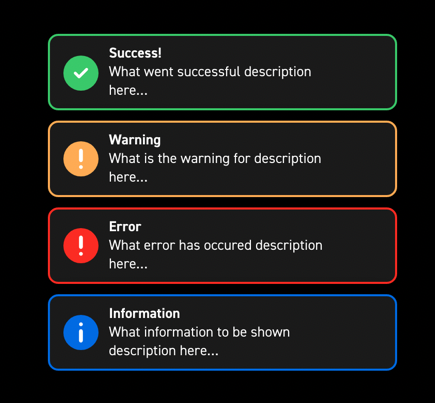 Success!
What went successful description
here...
Warning
What is the warning for description
here...
Error
What error has occured description
here...
Information
What information to be shown
description here...